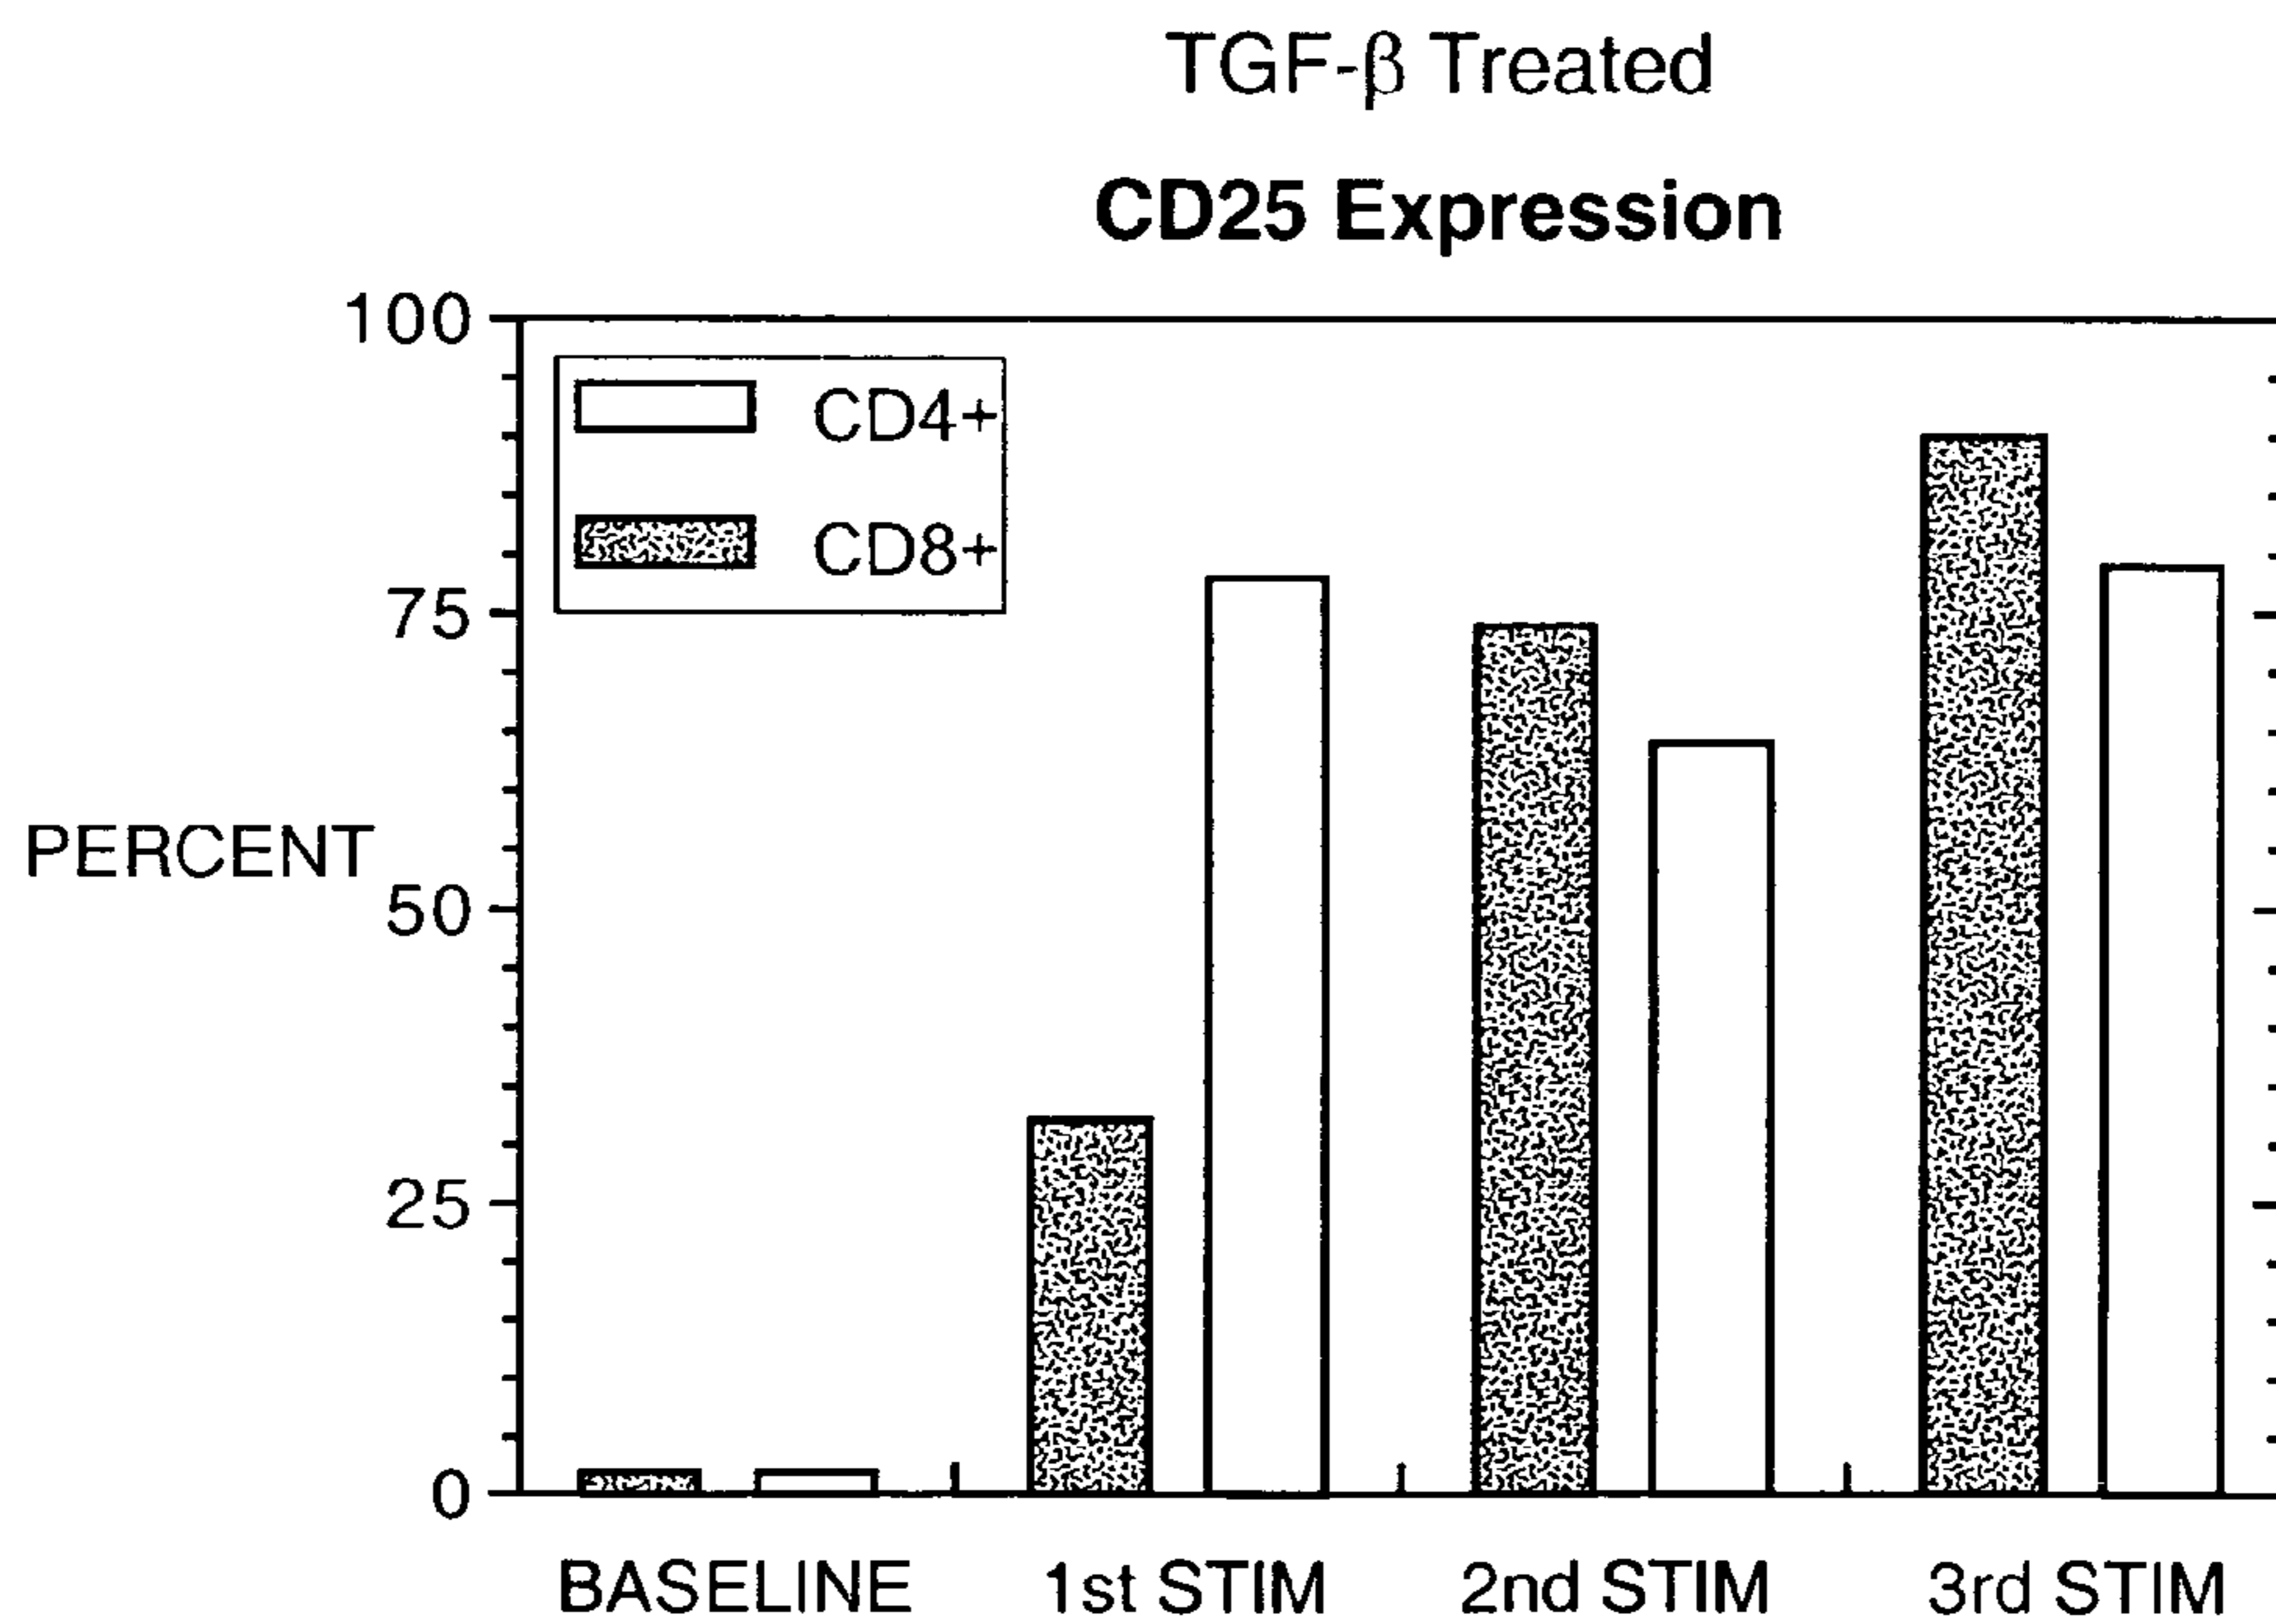 TGF-β Treated
CD25 Expression
100
CD4+
CD8+
75
PERCENT
50
25
0
BASELINE 1st STIM 2nd STIM 3rd STIM